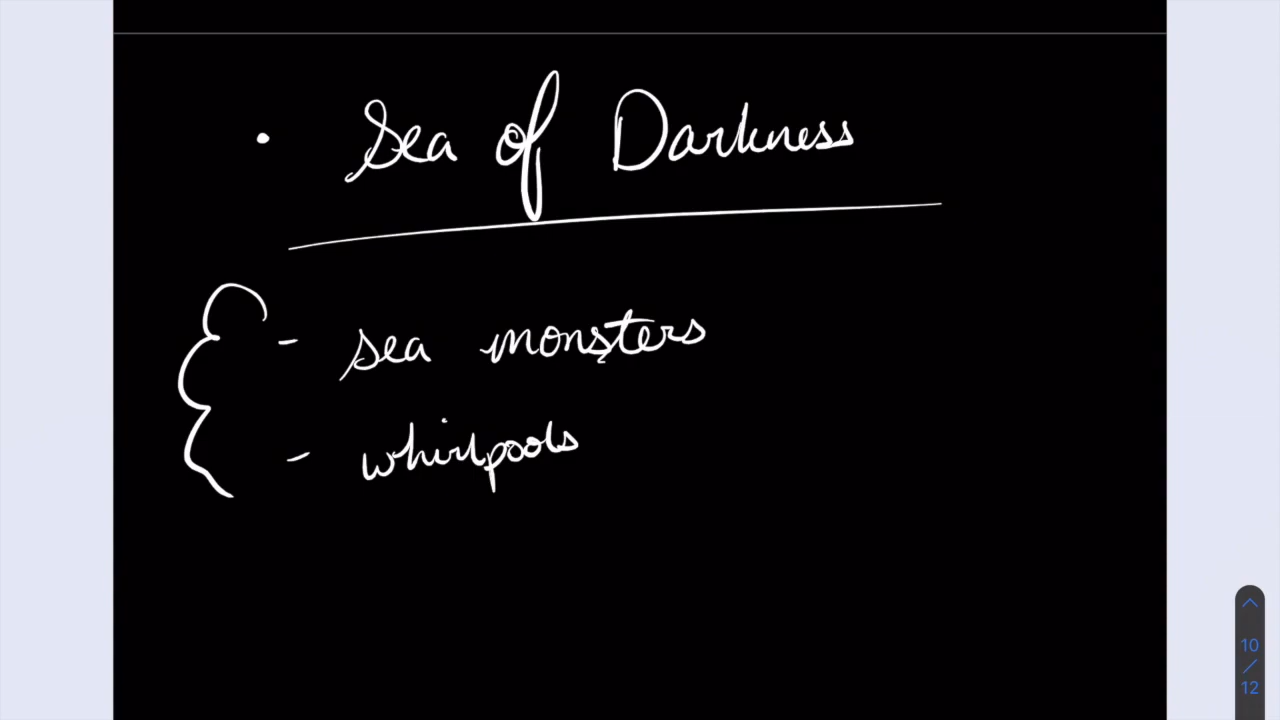 • Sea of Darkness
- sea monsters
- whirlpools
10
/
12